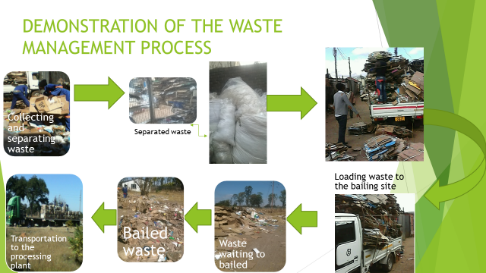 DEMONSTRATION OF THE WASTE
MANAGEMENT PROCESS
Collecting
and
separating
waste
Separated waste
Loading waste to
the bailing site
Waste
waiting to
bailed
Bailed
waste
Transportation
to the
processing
plant